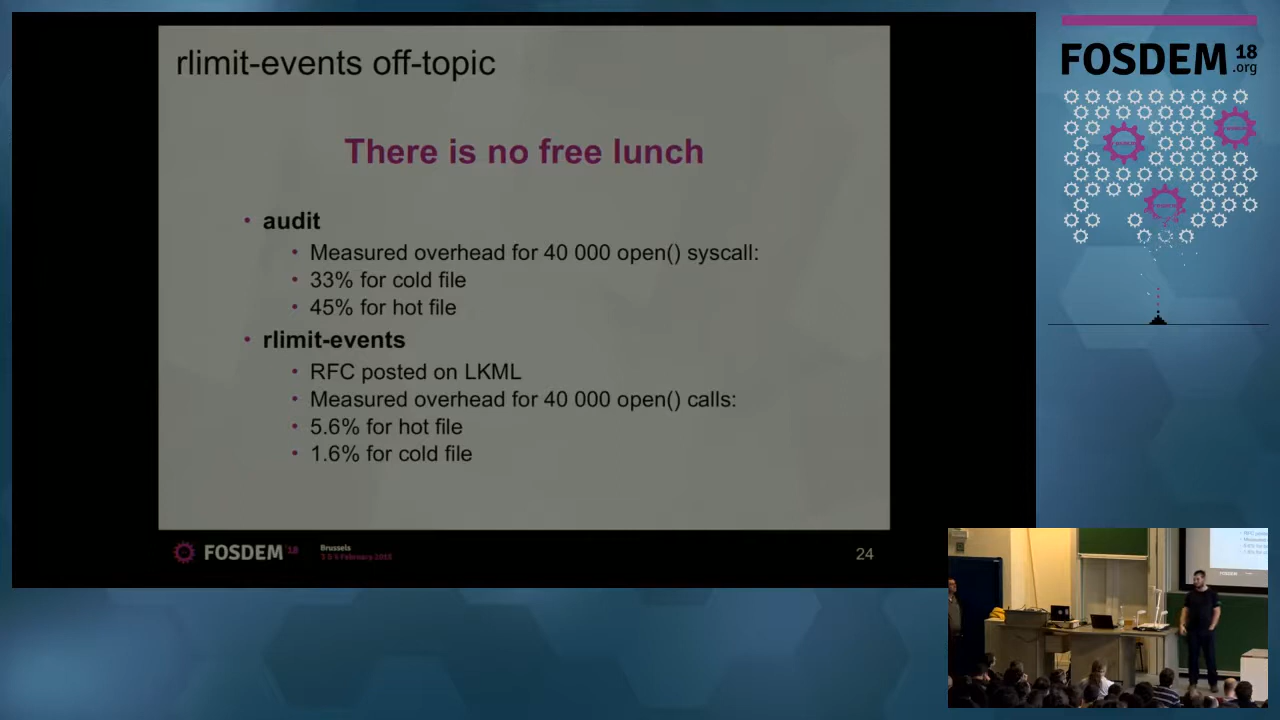 rlimit-events off-topic
There is no free lunch
• audit
• Measured overhead for 40 000 open() syscall:
• 33% for cold file
• 45% for hot file
• rlimit-events
• RFC posted on LKML
• Measured overhead for 40 000 open() calls:
• 5.6% for hot file
• 1.6% for cold file
FOSDEM'18
Brussels
24
FOSDEM 18
.org